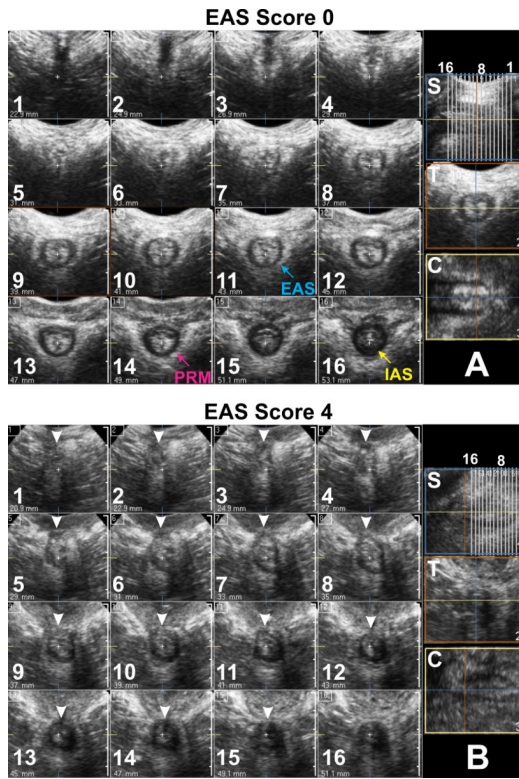 EAS Score 0
1 2 3 4
22.9 mm 24.9 mm 26.9 mm 29. mm
5 6 7 8
31. mm 33. mm 35. mm 37. mm
9 10 11 12
39. mm 41. mm 43. mm 45. mm
EAS
13 14 15 16
47. mm 49. mm 51.1 mm 53.1 mm
PRM IAS
16 8 1
S
T
C
A
EAS Score 4
1 2 3 4
20.9 mm 22.9 mm 24.9 mm 27. mm
5 6 7 8
29. mm 31. mm 33. mm 35. mm
9 10 11 12
37. mm 39. mm 41. mm 43. mm
13 14 15 16
45. mm 47. mm 49.1 mm 51.1 mm
16 8
S
T
C
B